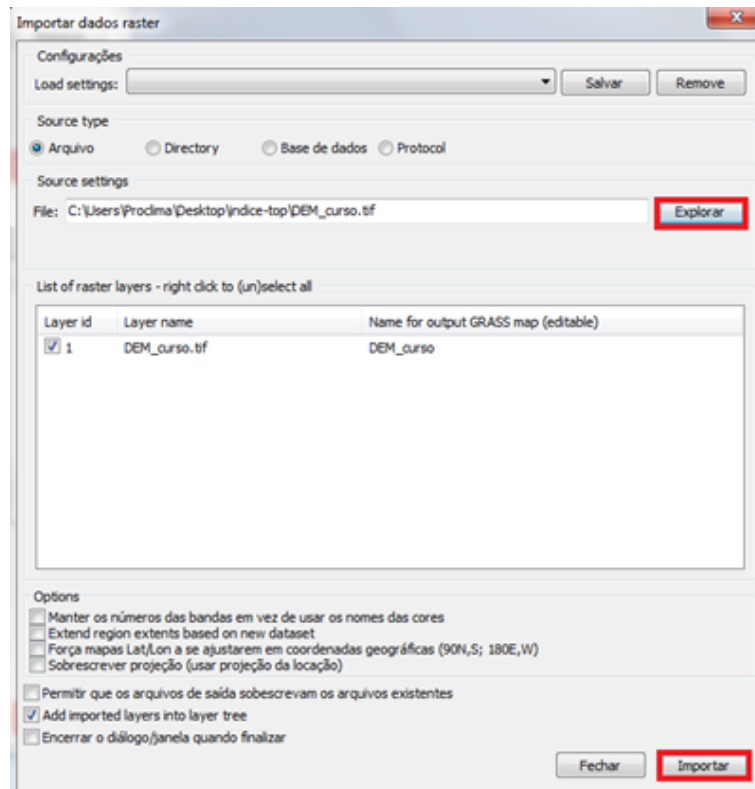 Importar dados raster
Configurações
Load settings: Salvar Remove
Source type
Arquivo Directory Base de dados Protocol
Source settings
File: C:\Users\Proclima\Desktop\indice-top\DEM_curso.tif Explorar
List of raster layers - right click to (un)select all
Layer id Layer name Name for output GRASS map (editable)
1 DEM_curso.tif DEM_curso
Options
Manter os números das bandas em vez de usar os nomes das cores
Extend region extents based on new dataset
Força mapas Lat/Lon a se ajustarem em coordenadas geográficas (90N,S; 180E,W)
Sobrescrever projeção (usar projeção da locação)
Permitir que os arquivos de saída sobescrevam os arquivos existentes
Add imported layers into layer tree
Encerrar o diálogo/janela quando finalizar
Fechar Importar